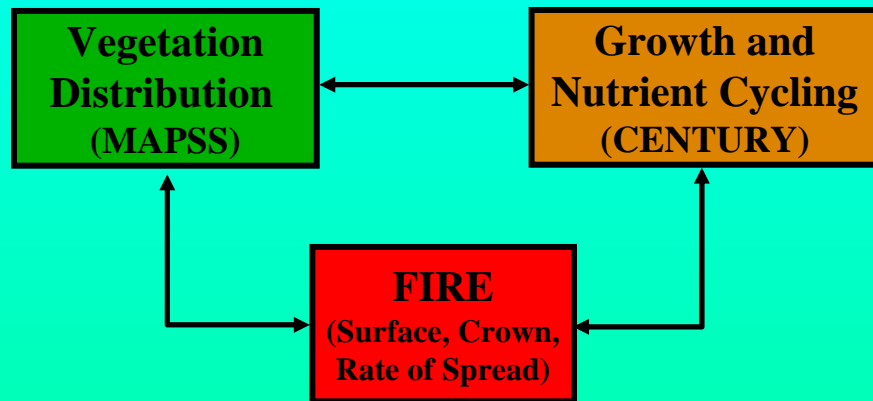 Vegetation
Distribution
(MAPSS)
Growth and
Nutrient Cycling
(CENTURY)
FIRE
(Surface, Crown,
Rate of Spread)